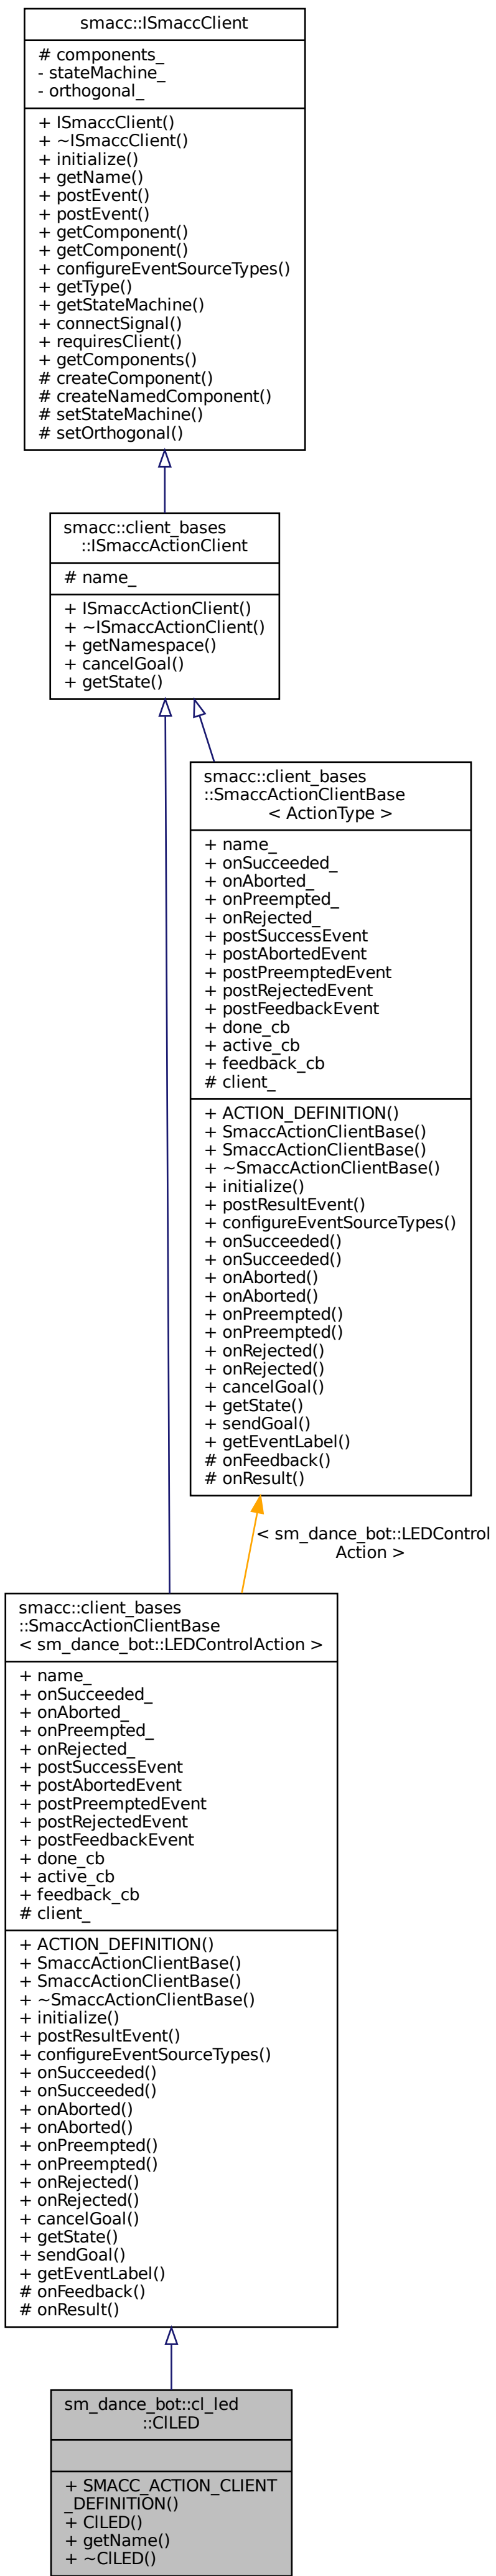 smacc::ISmaccClient
# components_
- stateMachine_
- orthogonal_
+ ISmaccClient()
+ ~ISmaccClient()
+ initialize()
+ getName()
+ postEvent()
+ postEvent()
+ getComponent()
+ getComponent()
+ configureEventSourceTypes()
+ getType()
+ getStateMachine()
+ connectSignal()
+ requiresClient()
+ getComponents()
# createComponent()
# createNamedComponent()
# setStateMachine()
# setOrthogonal()
smacc::client_bases
::ISmaccActionClient
# name_
+ ISmaccActionClient()
+ ~ISmaccActionClient()
+ getNamespace()
+ cancelGoal()
+ getState()
smacc::client_bases
::SmaccActionClientBase
< ActionType >
+ name_
+ onSucceeded_
+ onAborted_
+ onPreempted_
+ onRejected_
+ postSuccessEvent
+ postAbortedEvent
+ postPreemptedEvent
+ postRejectedEvent
+ postFeedbackEvent
+ done_cb
+ active_cb
+ feedback_cb
# client_
+ ACTION_DEFINITION()
+ SmaccActionClientBase()
+ SmaccActionClientBase()
+ ~SmaccActionClientBase()
+ initialize()
+ postResultEvent()
+ configureEventSourceTypes()
+ onSucceeded()
+ onSucceeded()
+ onAborted()
+ onAborted()
+ onPreempted()
+ onPreempted()
+ onRejected()
+ onRejected()
+ cancelGoal()
+ getState()
+ sendGoal()
+ getEventLabel()
# onFeedback()
# onResult()
< sm_dance_bot::LEDControl
Action >
smacc::client_bases
::SmaccActionClientBase
< sm_dance_bot::LEDControlAction >
+ name_
+ onSucceeded_
+ onAborted_
+ onPreempted_
+ onRejected_
+ postSuccessEvent
+ postAbortedEvent
+ postPreemptedEvent
+ postRejectedEvent
+ postFeedbackEvent
+ done_cb
+ active_cb
+ feedback_cb
# client_
+ ACTION_DEFINITION()
+ SmaccActionClientBase()
+ SmaccActionClientBase()
+ ~SmaccActionClientBase()
+ initialize()
+ postResultEvent()
+ configureEventSourceTypes()
+ onSucceeded()
+ onSucceeded()
+ onAborted()
+ onAborted()
+ onPreempted()
+ onPreempted()
+ onRejected()
+ onRejected()
+ cancelGoal()
+ getState()
+ sendGoal()
+ getEventLabel()
# onFeedback()
# onResult()
sm_dance_bot::cl_led
::ClLED
+ SMACC_ACTION_CLIENT
_DEFINITION()
+ ClLED()
+ getName()
+ ~ClLED()